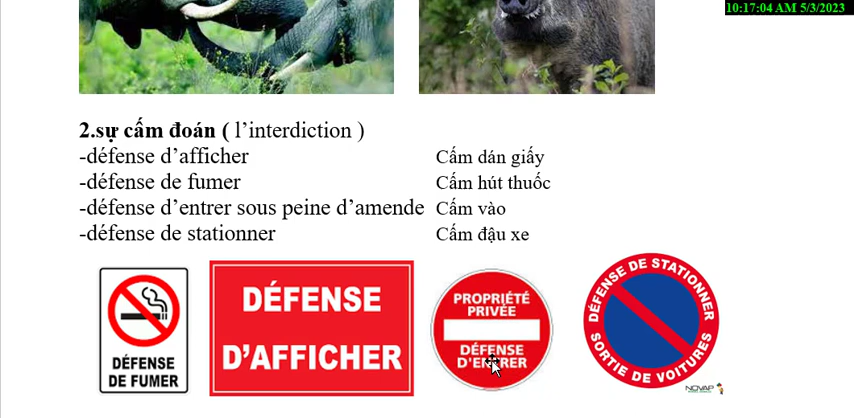 10:17:04 AM 5/3/2023
2.sự cấm đoán ( l’interdiction )
-défense d’afficher Cấm dán giấy
-défense de fumer Cấm hút thuốc
-défense d’entrer sous peine d’amende Cấm vào
-défense de stationner Cấm đậu xe
DÉFENSE
DE FUMER
DÉFENSE
D’AFFICHER
PROPRIÉTÉ
PRIVÉE
DÉFENSE
D'ENTRER
DÉFENSE DE STATIONNER
SORTIE DE VOITURES
NOVAP